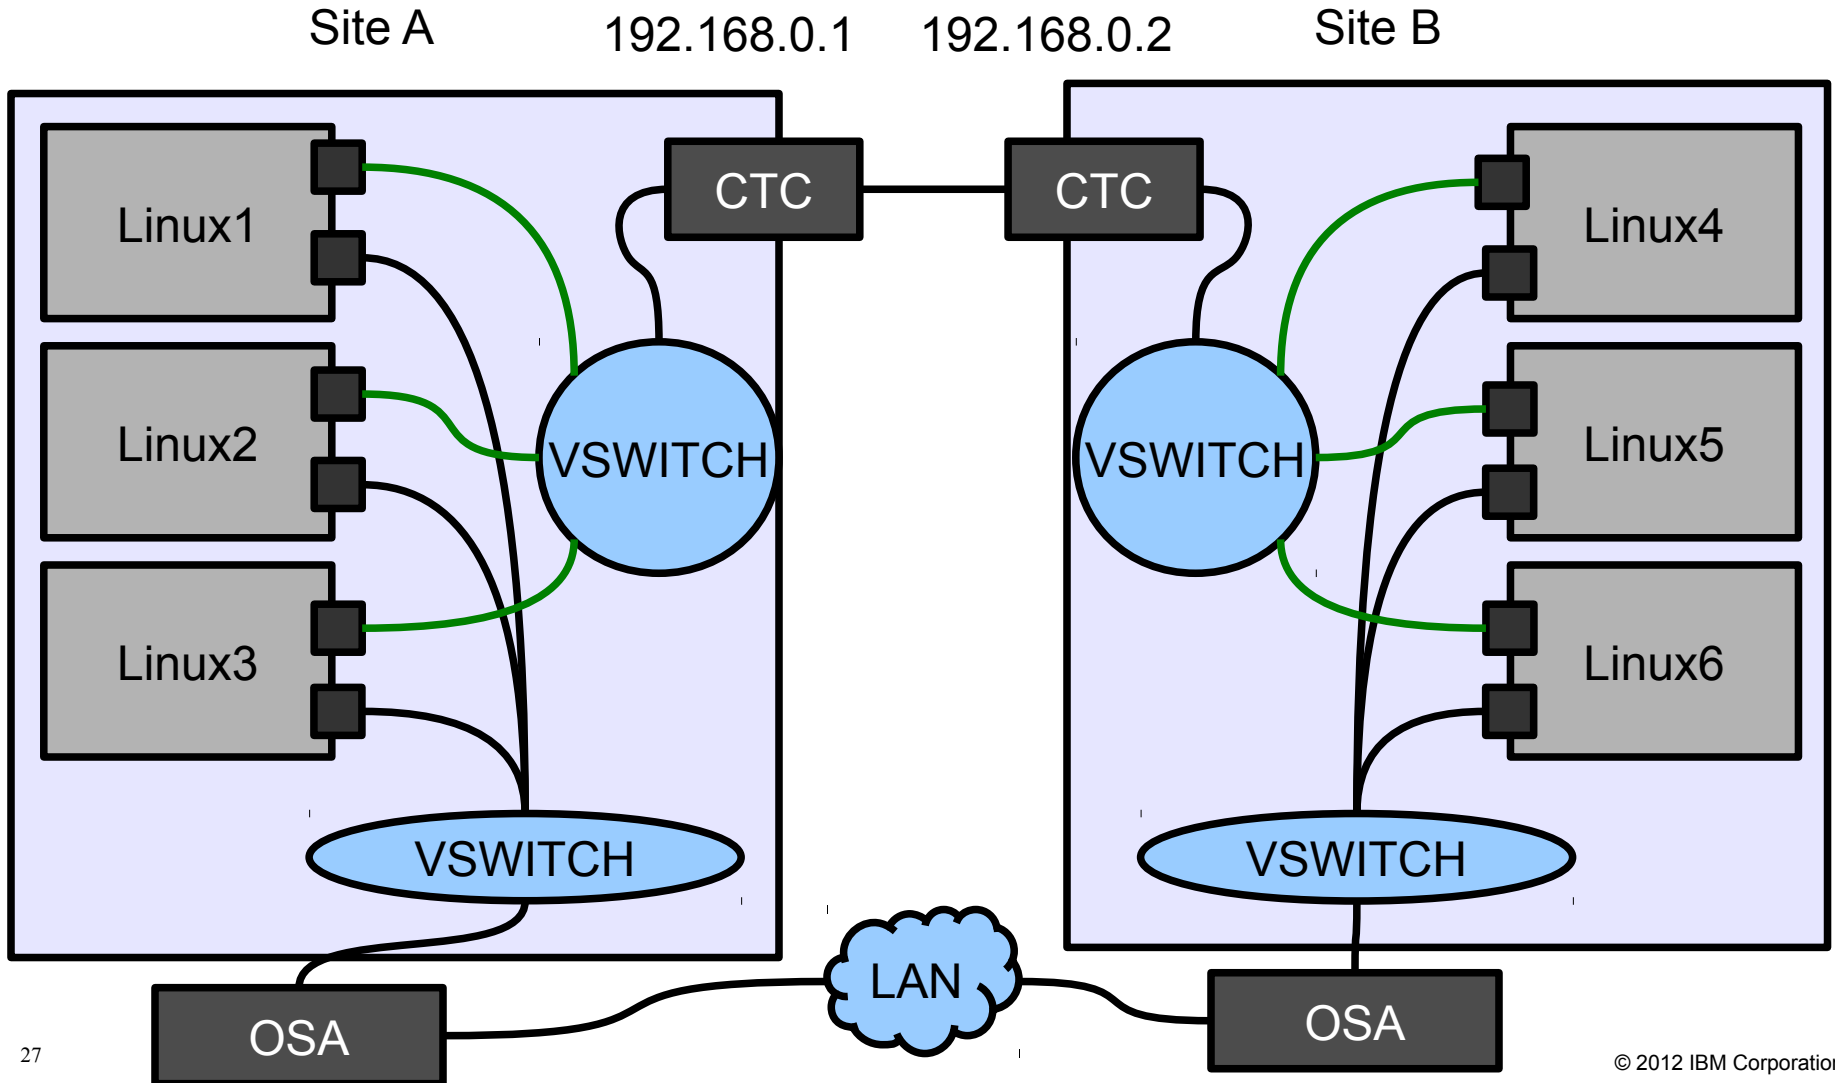 Site A
192.168.0.1
192.168.0.2
Site B
CTC
CTC
Linux1
Linux4
Linux2
VSWITCH
VSWITCH
Linux5
Linux3
Linux6
VSWITCH
VSWITCH
LAN
OSA
OSA
27
© 2012 IBM Corporation